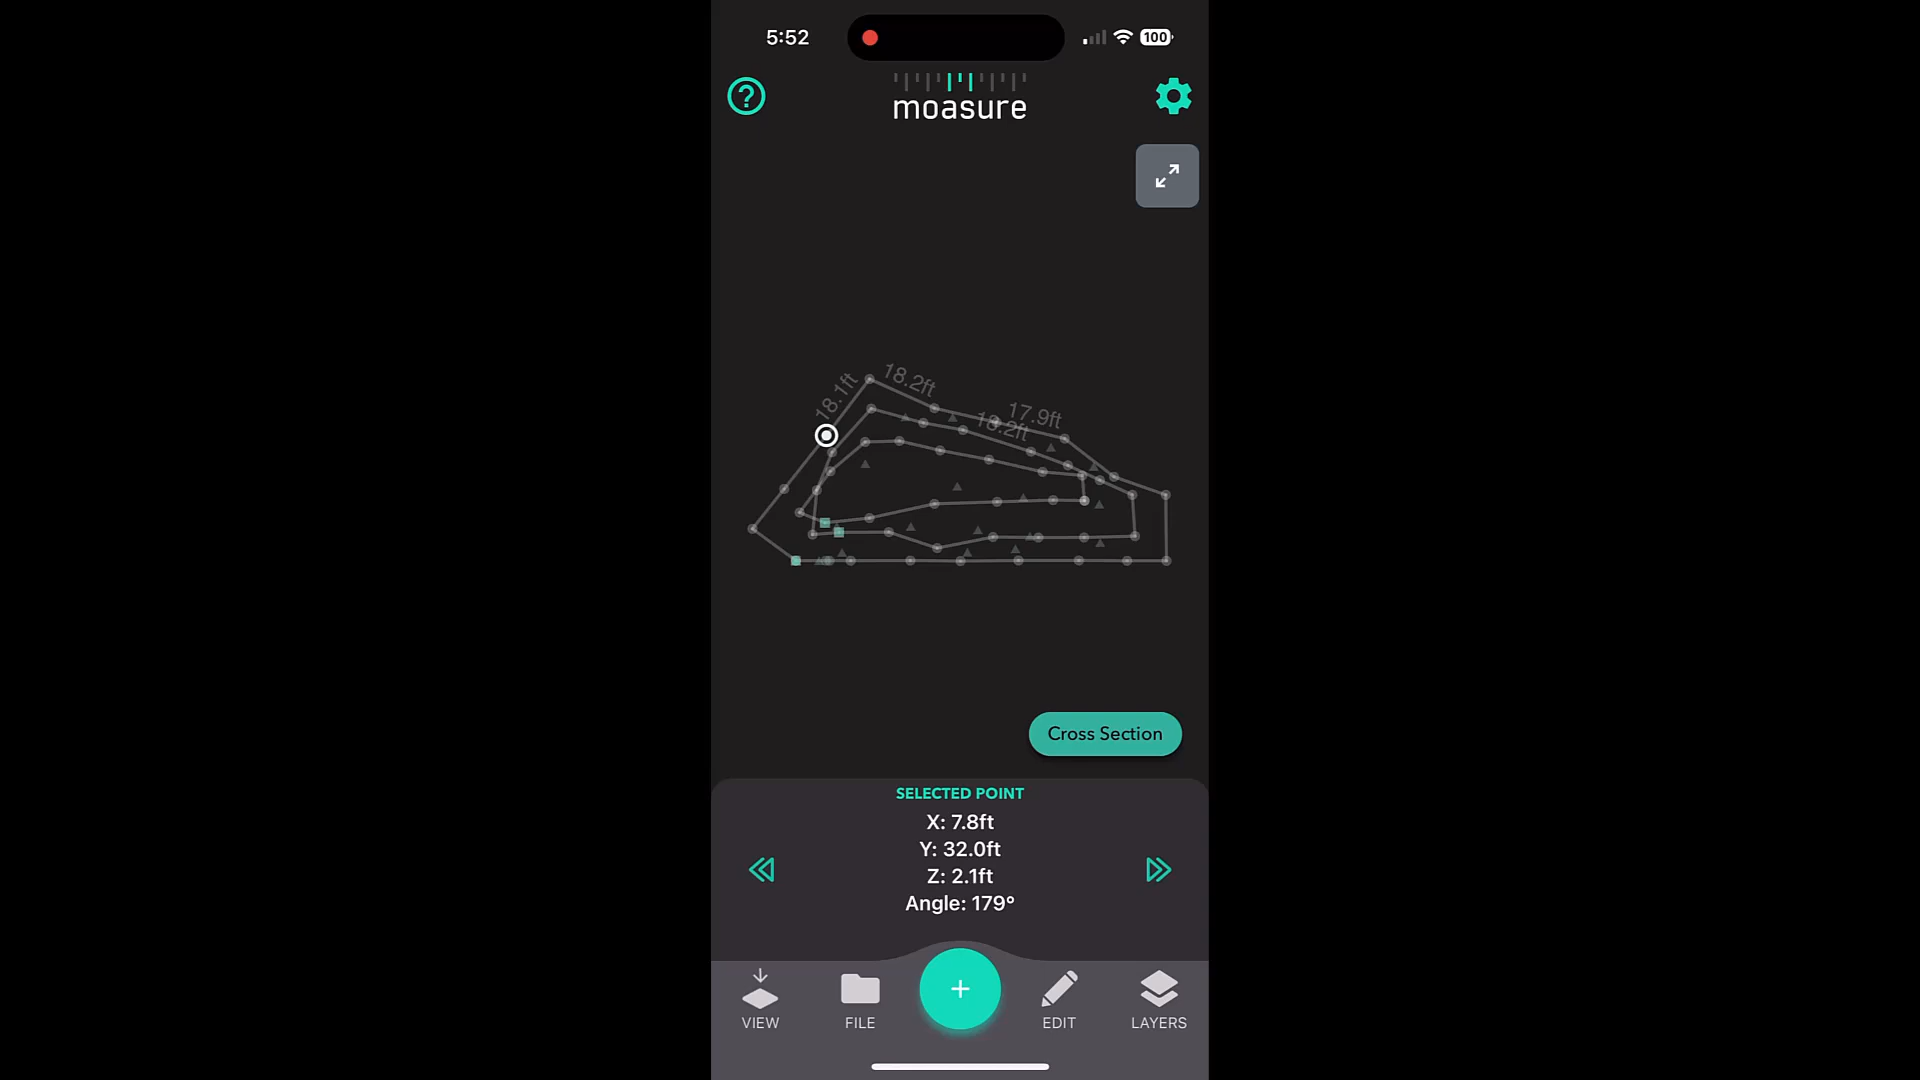 5:52
100
?
moasure
18.1ft
18.2ft
17.9ft
18.2ft
Cross Section
SELECTED POINT
X: 7.8ft
Y: 32.0ft
Z: 2.1ft
Angle: 179°
VIEW
FILE
+
EDIT
LAYERS